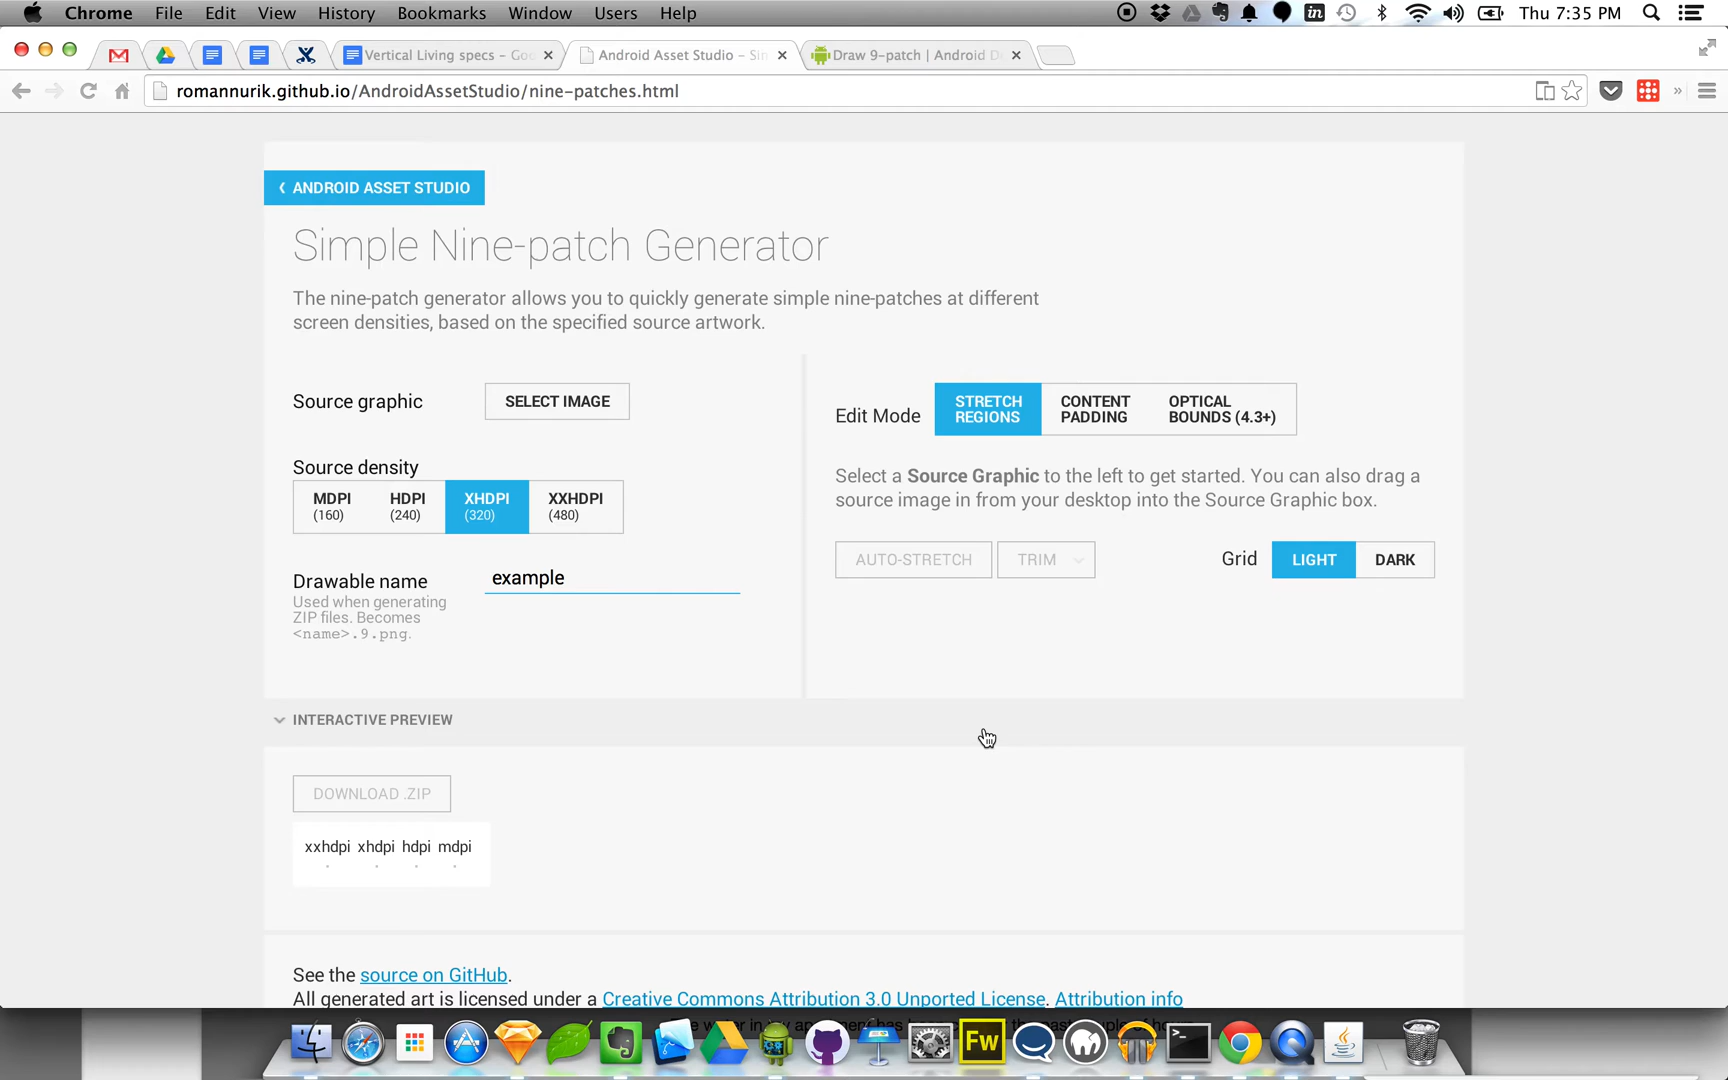 Chrome File Edit View History Bookmarks Window Users Help
Thu 7:35 PM
Vertical Living specs – Goo
Android Asset Studio – Sim
Draw 9-patch | Android D
romannurik.github.io/AndroidAssetStudio/nine-patches.html
ANDROID ASSET STUDIO
Simple Nine-patch Generator
The nine-patch generator allows you to quickly generate simple nine-patches at different
screen densities, based on the specified source artwork.
Source graphic
SELECT IMAGE
Source density
MDPI
(160)
HDPI
(240)
XHDPI
(320)
XXHDPI
(480)
Drawable name
Used when generating
ZIP files. Becomes
<name>.9.png.
example
Edit Mode
STRETCH
REGIONS
CONTENT
PADDING
OPTICAL
BOUNDS (4.3+)
Select a Source Graphic to the left to get started. You can also drag a
source image in from your desktop into the Source Graphic box.
AUTO-STRETCH
TRIM
Grid
LIGHT
DARK
INTERACTIVE PREVIEW
DOWNLOAD .ZIP
xxhdpi xhdpi hdpi mdpi
See the source on GitHub.
All generated art is licensed under a Creative Commons Attribution 3.0 Unported License. Attribution info
Fw